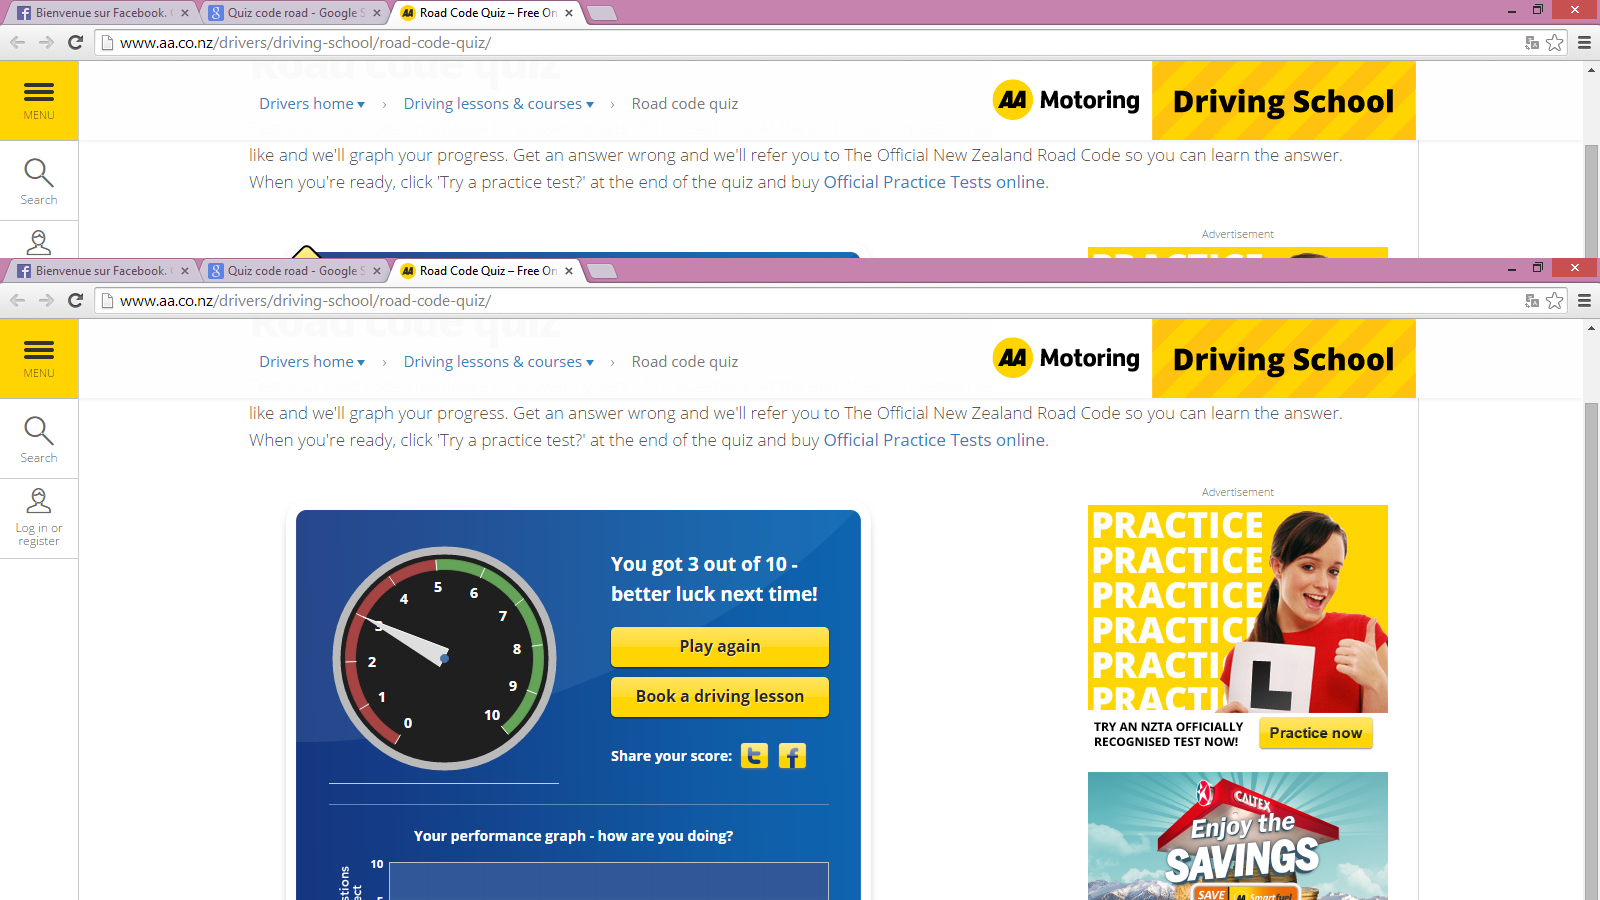 Bienvenue sur Facebook.
Quiz code road - Google S
AA Road Code Quiz – Free On
www.aa.co.nz/drivers/driving-school/road-code-quiz/
Road code quiz
MENU
Drivers home › Driving lessons & courses › Road code quiz
AA Motoring
Driving School
like and we'll graph your progress. Get an answer wrong and we'll refer you to The Official New Zealand Road Code so you can learn the answer.
When you're ready, click 'Try a practice test?' at the end of the quiz and buy Official Practice Tests online.
Search
Advertisement
PRACTICE
Bienvenue sur Facebook.
Quiz code road - Google S
AA Road Code Quiz – Free On
www.aa.co.nz/drivers/driving-school/road-code-quiz/
Road code quiz
MENU
Drivers home › Driving lessons & courses › Road code quiz
AA Motoring
Driving School
like and we'll graph your progress. Get an answer wrong and we'll refer you to The Official New Zealand Road Code so you can learn the answer.
When you're ready, click 'Try a practice test?' at the end of the quiz and buy Official Practice Tests online.
Search
Log in or
register
0
1
2
3
4
5
6
7
8
9
10
You got 3 out of 10 -
better luck next time!
Play again
Book a driving lesson
Share your score:
Your performance graph - how are you doing?
10
Advertisement
PRACTICE
PRACTICE
PRACTICE
PRACTICE
PRACTI
PRACTI
L
TRY AN NZTA OFFICIALLY
RECOGNISED TEST NOW!
Practice now
CALTEX
Enjoy the
SAVINGS
SAVE
AA Smartfuel